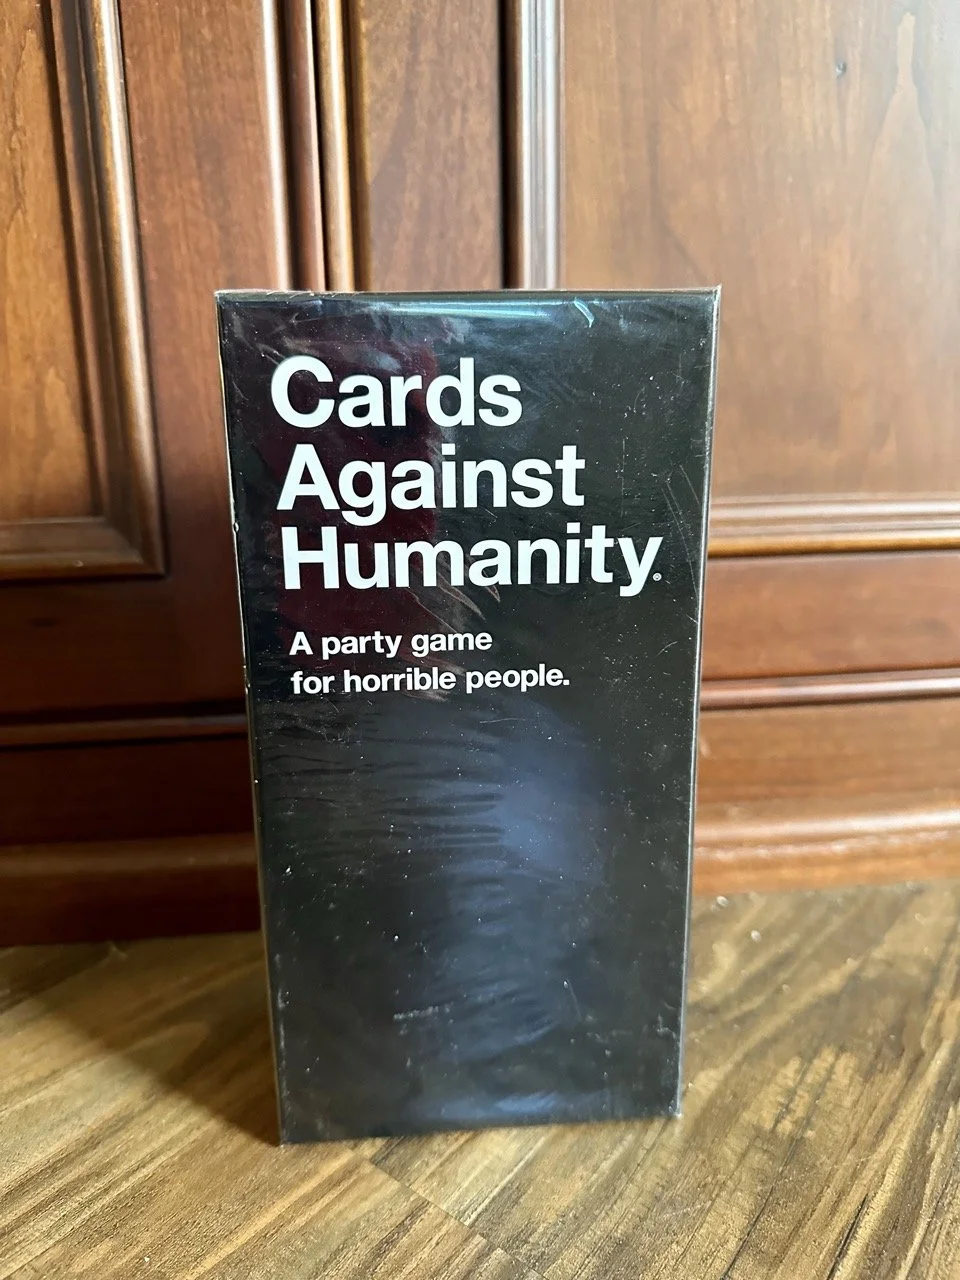 Cards
Against
Humanity®
A party game
for horrible people.